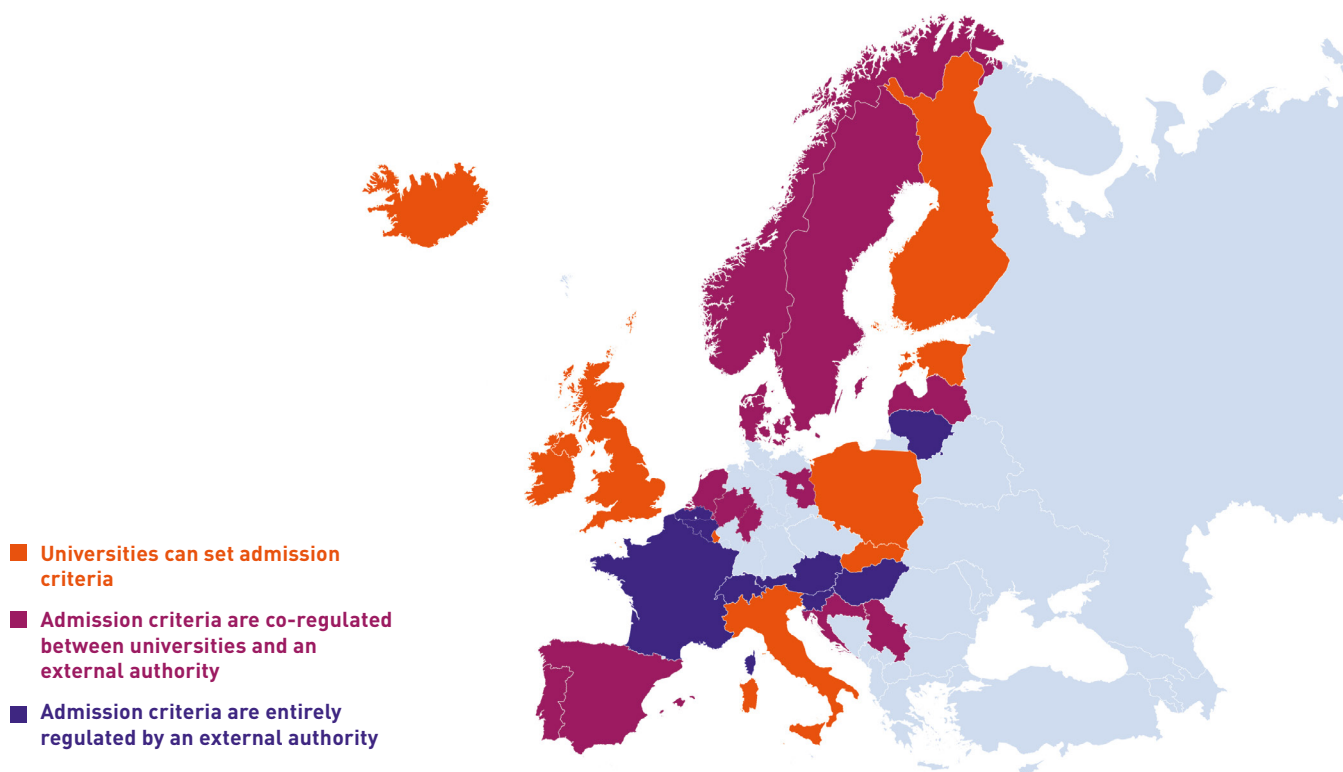 Universities can set admission
criteria
Admission criteria are co-regulated
between universities and an
external authority
Admission criteria are entirely
regulated by an external authority